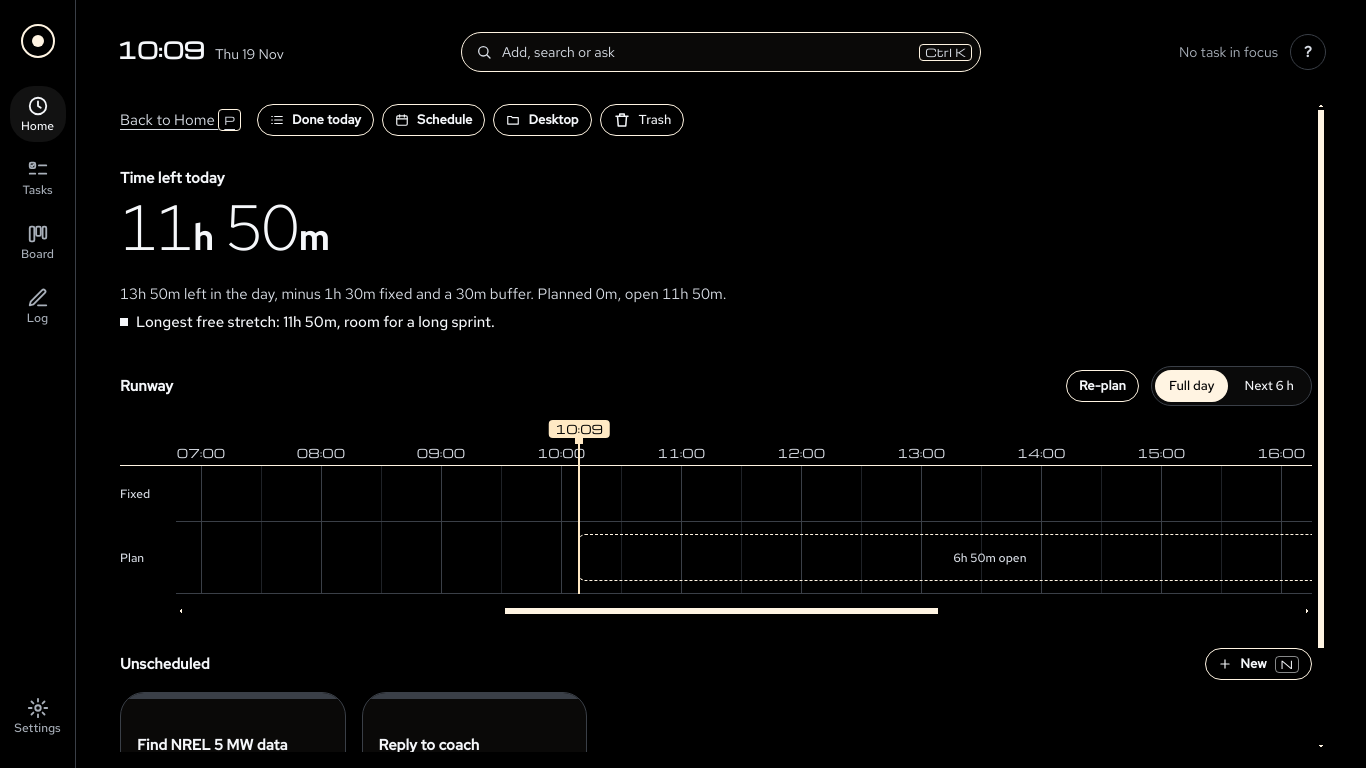 10:09 Thu 19 Nov
Add, search or ask Ctrl K
No task in focus ?
Home
Tasks
Board
Log
Settings
Back to Home P Done today Schedule Desktop Trash
Time left today
11h 50m
13h 50m left in the day, minus 1h 30m fixed and a 30m buffer. Planned 0m, open 11h 50m.
Longest free stretch: 11h 50m, room for a long sprint.
Runway Re-plan Full day Next 6 h
10:09
07:00 08:00 09:00 10:00 11:00 12:00 13:00 14:00 15:00 16:00
Fixed
Plan 6h 50m open
Unscheduled + New N
Find NREL 5 MW data Reply to coach